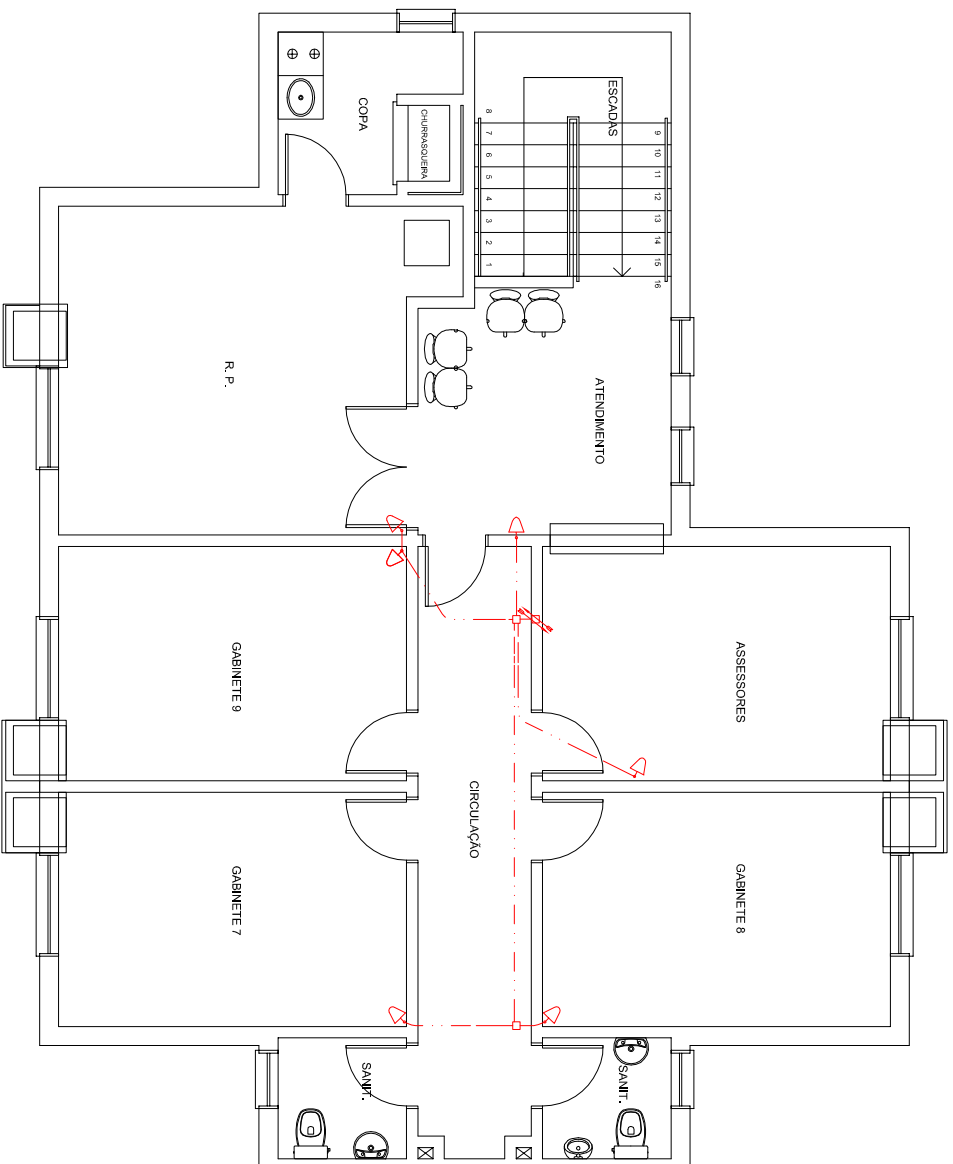 ESCADAS
COPA
CHURRASQUEIRA
8
7
6
5
4
3
2
1
9
10
11
12
13
14
15
16
R. P.
ATENDIMENTO
GABINETE 9
ASSESSORES
CIRCULAÇÃO
GABINETE 7
GABINETE 8
SANIT.
SANIT.